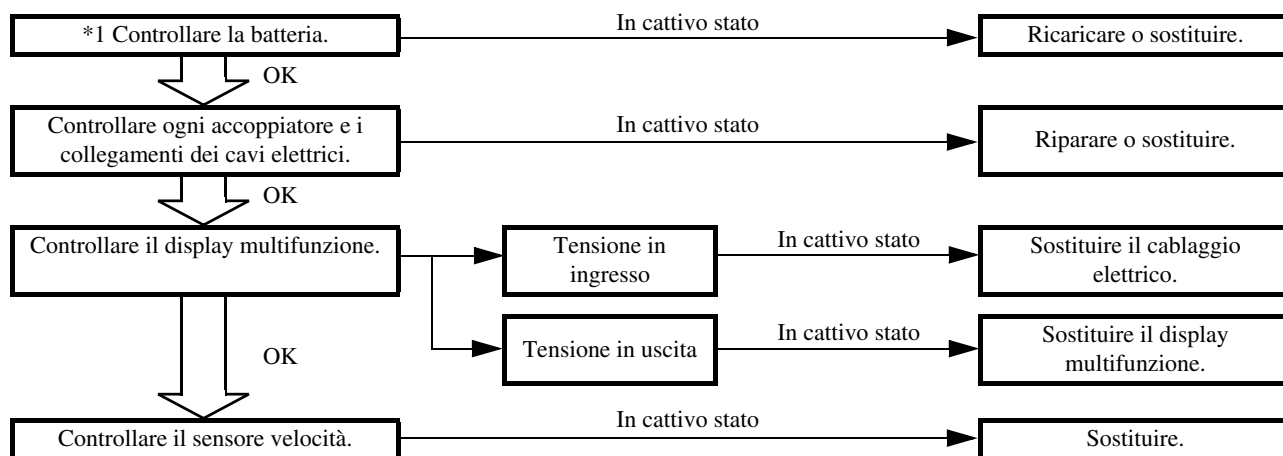 *1 Controllare la batteria.
In cattivo stato
Ricaricare o sostituire.
OK
Controllare ogni accoppiatore e i
collegamenti dei cavi elettrici.
In cattivo stato
Riparare o sostituire.
OK
Controllare il display multifunzione.
Tensione in
ingresso
In cattivo stato
Sostituire il cablaggio
elettrico.
Tensione in uscita
In cattivo stato
Sostituire il display
multifunzione.
OK
Controllare il sensore velocità.
In cattivo stato
Sostituire.